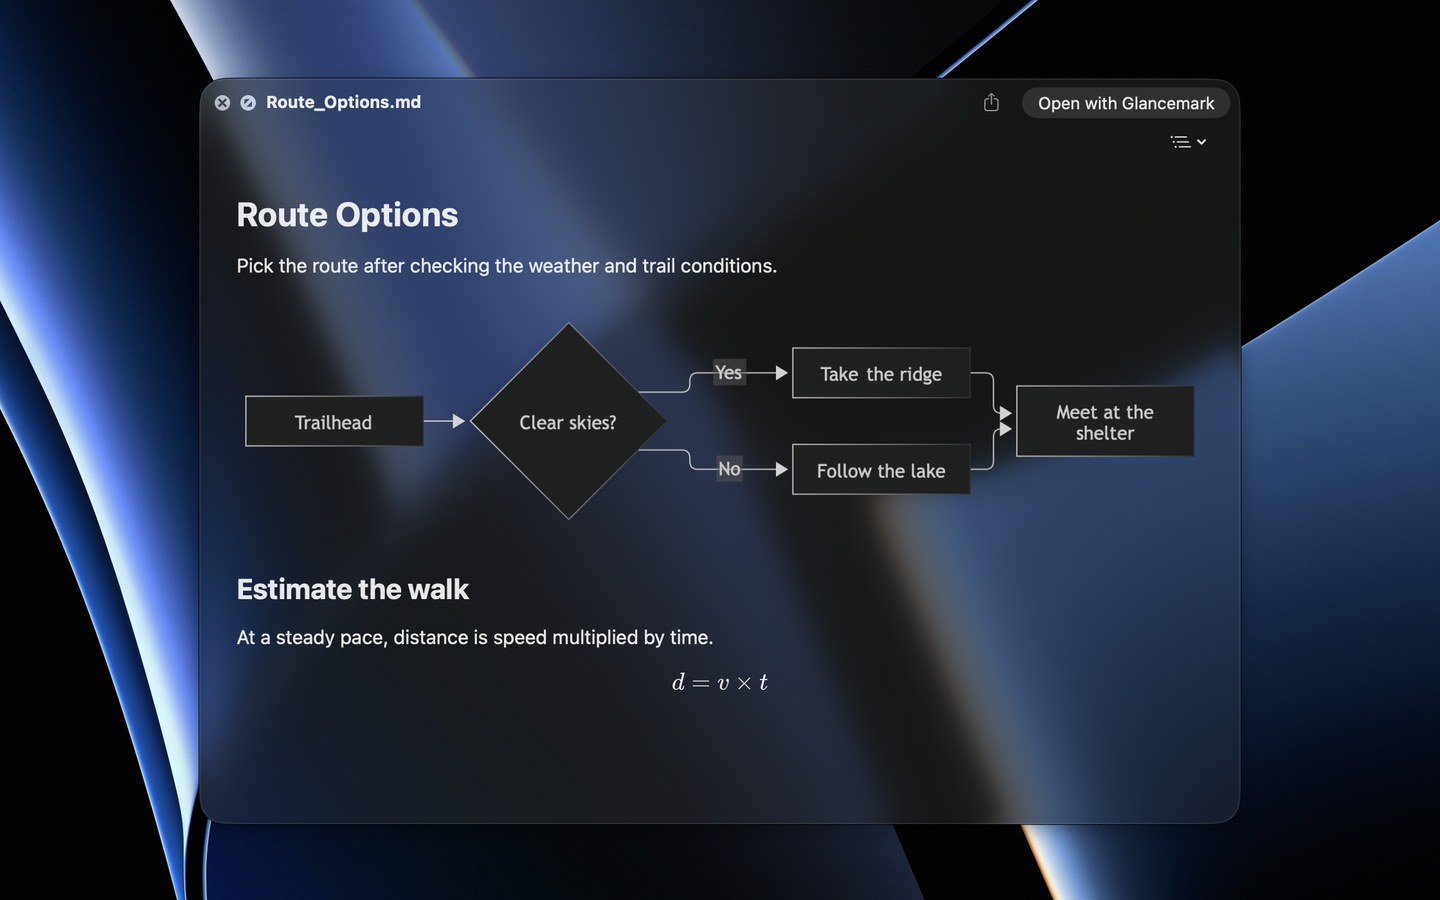 Route_Options.md
Open with Glancemark
Route Options
Pick the route after checking the weather and trail conditions.
Trailhead
Clear skies?
Yes
Take the ridge
No
Follow the lake
Meet at the
shelter
Estimate the walk
At a steady pace, distance is speed multiplied by time.
d = v × t